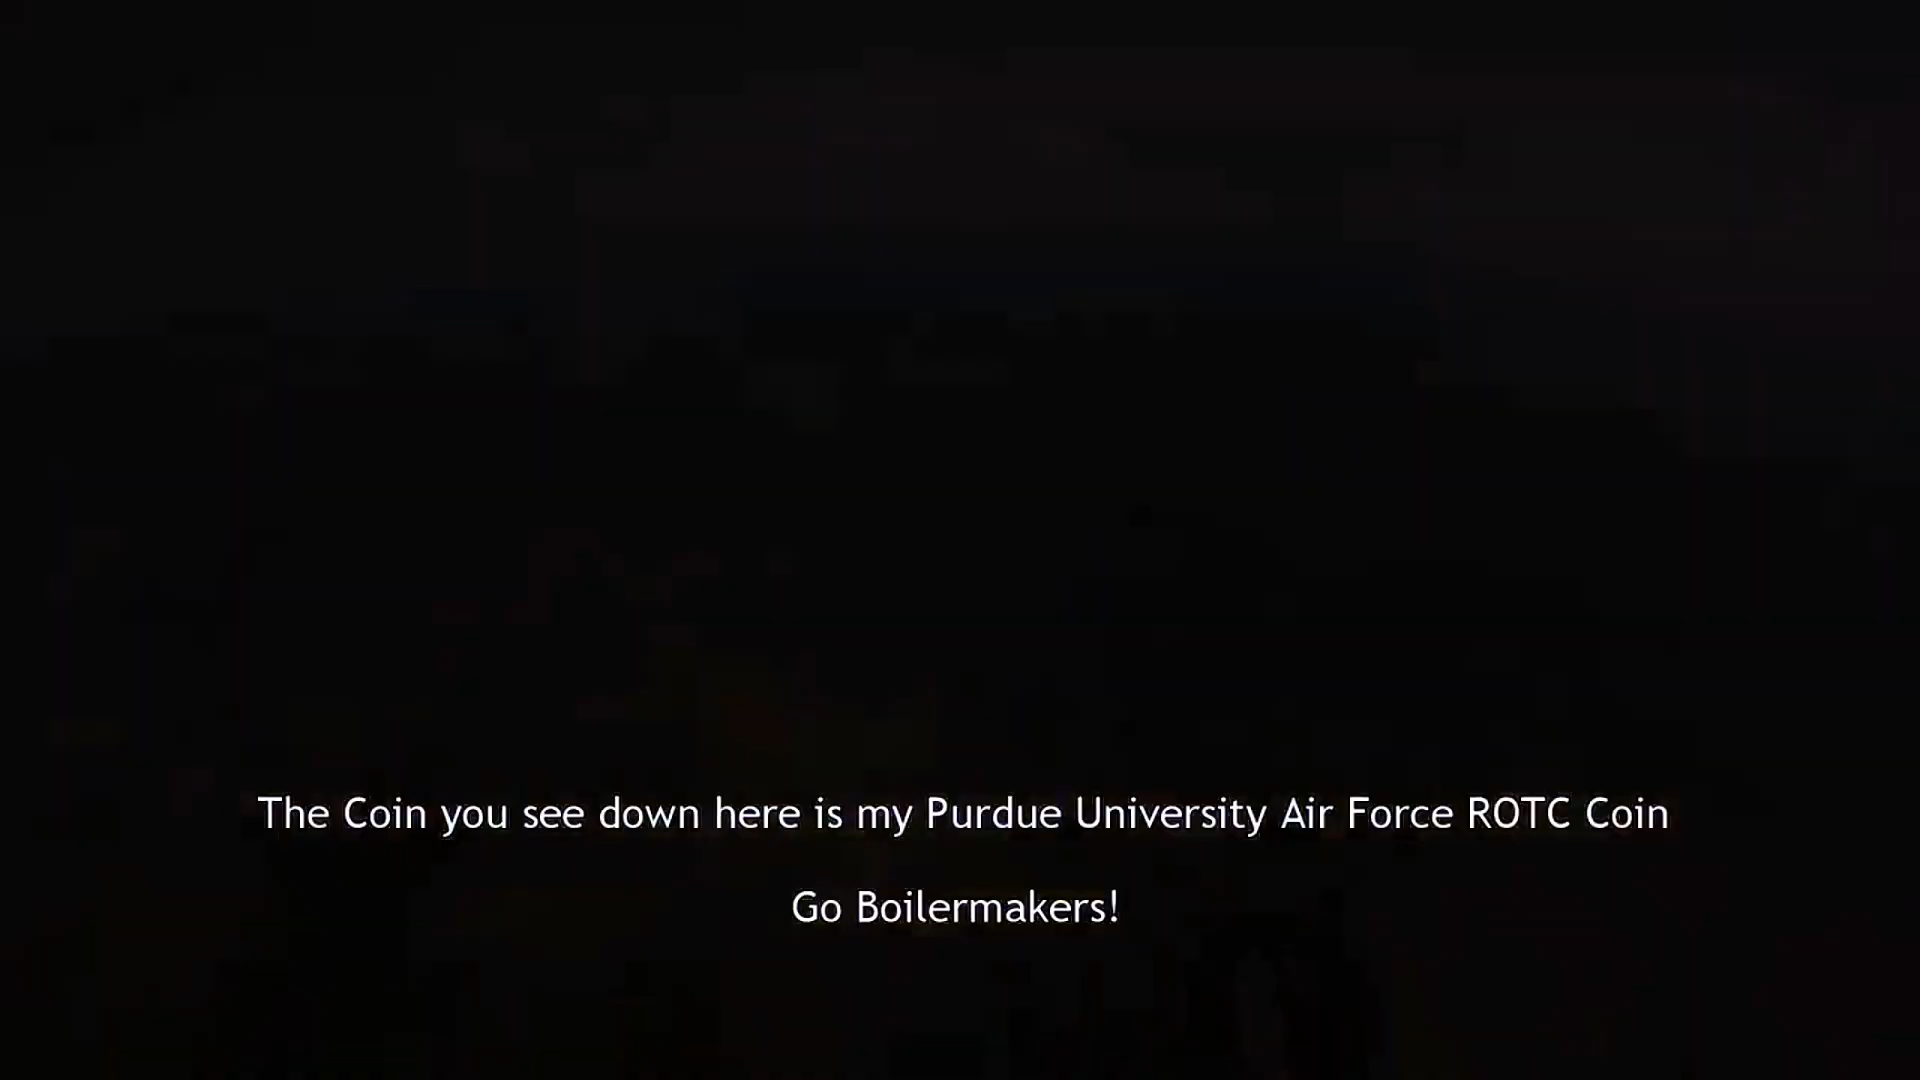 The Coin you see down here is my Purdue University Air Force ROTC Coin
Go Boilermakers!